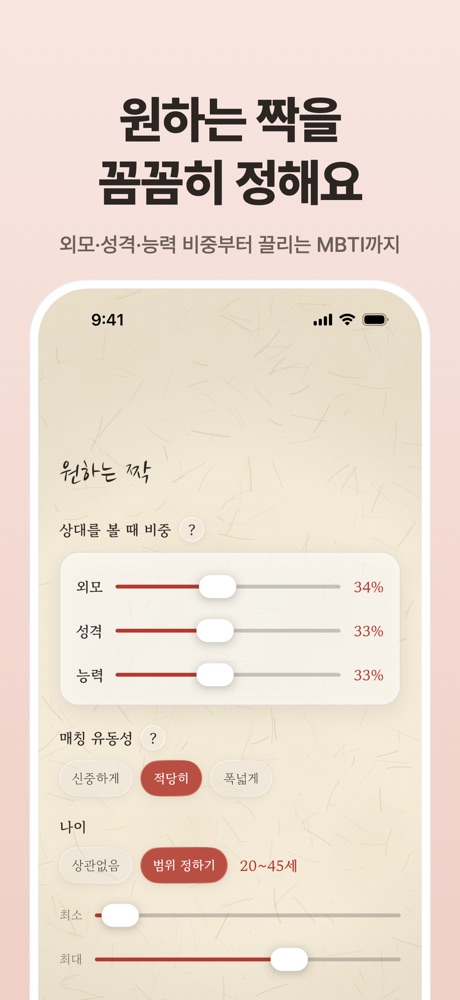 원하는 짝을
꼼꼼히 정해요
외모·성격·능력 비중부터 끌리는 MBTI까지
9:41
원하는 짝
상대를 볼 때 비중 ?
외모 34%
성격 33%
능력 33%
매칭 유동성 ?
신중하게 적당히 폭넓게
나이
상관없음 범위 정하기 20~45세
최소
최대